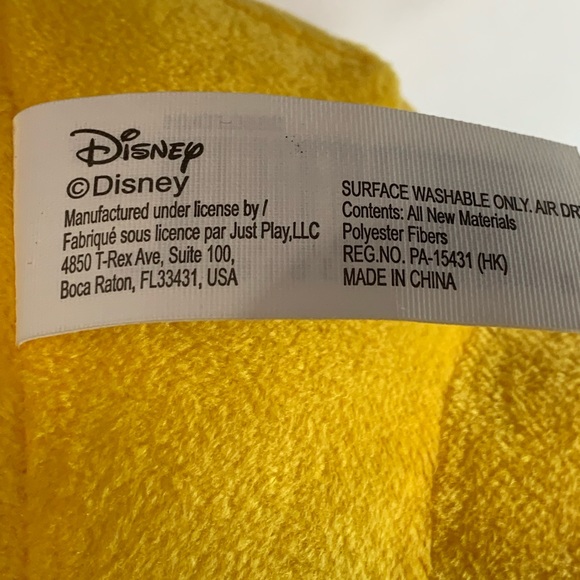 Disney
©Disney
Manufactured under license by /
Fabriqué sous licence par Just Play,LLC
4850 T-Rex Ave, Suite 100,
Boca Raton, FL33431, USA
SURFACE WASHABLE ONLY. AIR DR
Contents: All New Materials
Polyester Fibers
REG.NO. PA-15431 (HK)
MADE IN CHINA